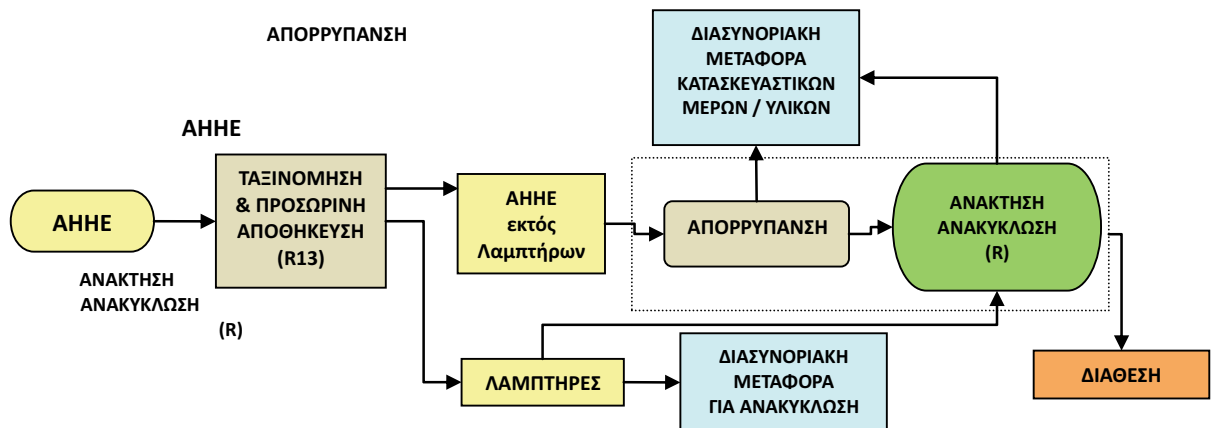 ΑΠΟΡΡΥΠΑΝΣΗ
ΔΙΑΣΥΝΟΡΙΑΚΗ
ΜΕΤΑΦΟΡΑ
ΚΑΤΑΣΚΕΥΑΣΤΙΚΩΝ
ΜΕΡΩΝ / ΥΛΙΚΩΝ
ΑΗΗΕ
ΑΗΗΕ
ΤΑΞΙΝΟΜΗΣΗ
& ΠΡΟΣΩΡΙΝΗ
ΑΠΟΘΗΚΕΥΣΗ
(R13)
ΑΗΗΕ
εκτός
Λαμπτήρων
ΑΠΟΡΡΥΠΑΝΣΗ
ΑΝΑΚΤΗΣΗ
ΑΝΑΚΥΚΛΩΣΗ
(R)
ΑΝΑΚΤΗΣΗ
ΑΝΑΚΥΚΛΩΣΗ
(R)
ΛΑΜΠΤΗΡΕΣ
ΔΙΑΣΥΝΟΡΙΑΚΗ
ΜΕΤΑΦΟΡΑ
ΓΙΑ ΑΝΑΚΥΚΛΩΣΗ
ΔΙΑΘΕΣΗ